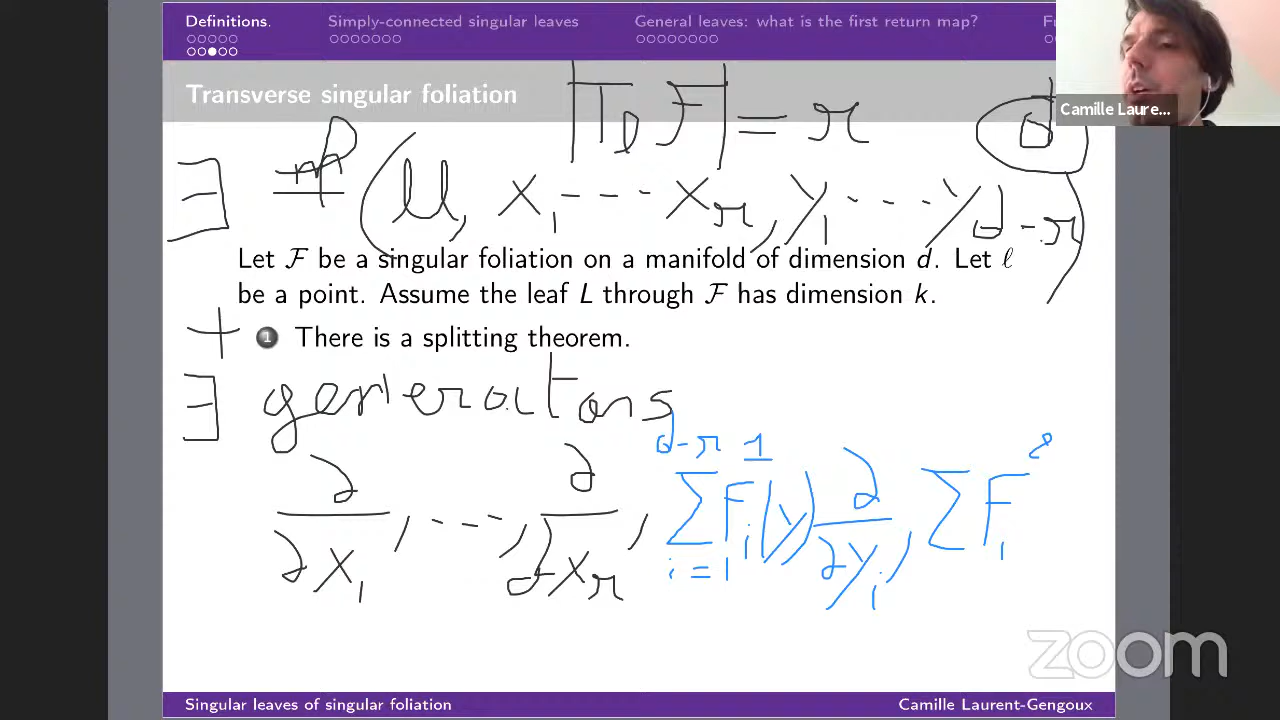 Definitions. Simply-connected singular leaves General leaves: what is the first return map?
Transverse singular foliation
Camille Laure...
|T_ℓ F| = r
∃ (U, x_1 --- x_r, y_1 --- y_{d-r})
Let F be a singular foliation on a manifold of dimension d. Let ℓ
be a point. Assume the leaf L through F has dimension k.
+ 1 There is a splitting theorem.
∃ generators
∂/∂x_1, ---, ∂/∂x_r, ∑_{i=1}^{d-r} F_i^1(y) ∂/∂y_i, ∑ F_i^2
zoom
Singular leaves of singular foliation Camille Laurent-Gengoux